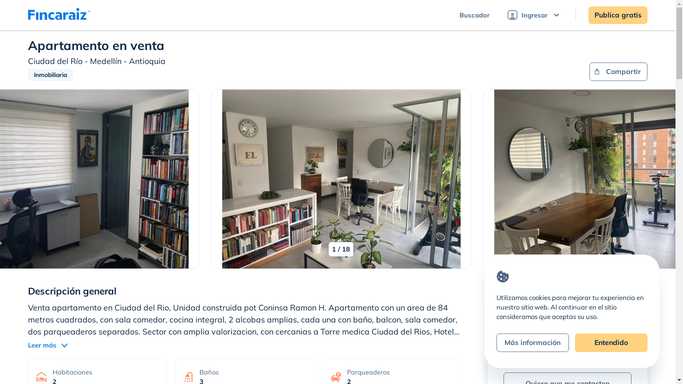 Fincaraiz
Buscador
Ingresar
Publica gratis
Apartamento en venta
Ciudad del Río - Medellín - Antioquia
Inmobiliaria
Compartir
EL
1 / 18
Descripción general
Venta apartamento en Ciudad del Rio, Unidad construida pot Coninsa Ramon H. Apartamento con un area de 84
metros cuadrados, con sala comedor, cocina integral, 2 alcobas amplias, cada una con baño, balcon, sala comedor,
dos parqueaderos separados. Sector con amplia valorizacion, con cercanias a Torre medica Ciudad del Rios, Hotel...
Leer más
Habitaciones
2
Baños
3
Parqueaderos
2
Utilizamos cookies para mejorar tu experiencia en
nuestro sitio web. Al continuar en el sitio
consideramos que aceptas su uso.
Más información
Entendido
Quiero que me contacten